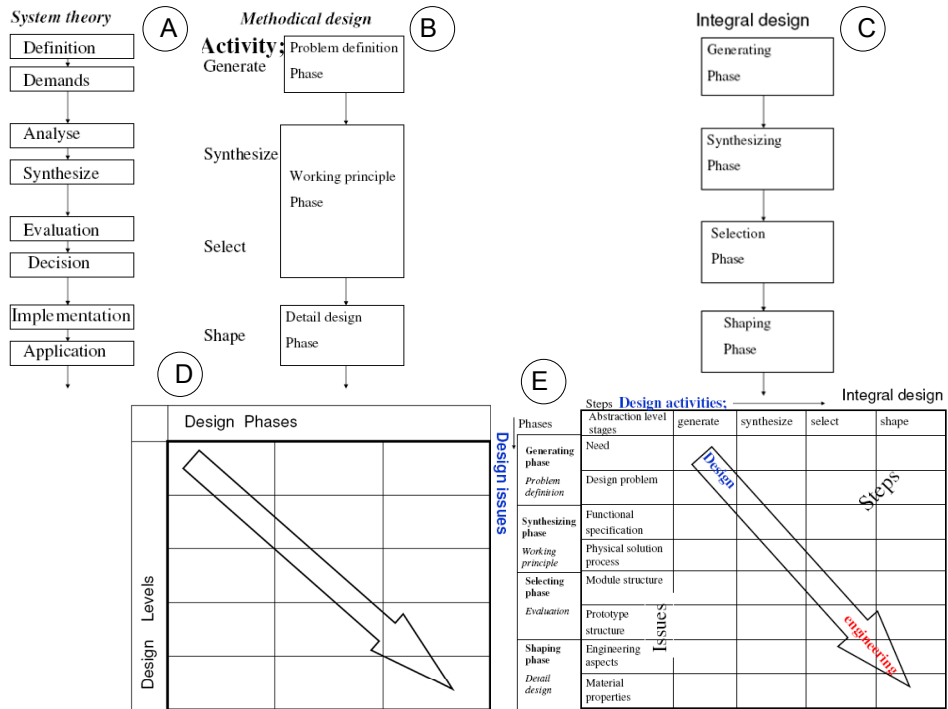 System theory
A
Definition
Demands
Analyse
Synthesize
Evaluation
Decision
Implementation
Application
Methodical design
B
Activity;
Generate
Problem definition
Phase
Synthesize
Working principle
Phase
Select
Shape
Detail design
Phase
Integral design
C
Generating
Phase
Synthesizing
Phase
Selection
Phase
Shaping
Phase
D
Design Phases
Design Levels
E
Steps Design activities;
Integral design
Design issues
Phases
Abstraction level
stages
generate
synthesize
select
shape
Generating
phase
Problem
definition
Need
Design problem
Synthesizing
phase
Working
principle
Functional
specification
Physical solution
process
Selecting
phase
Evaluation
Module structure
Prototype
structure
Shaping
phase
Detail
design
Engineering
aspects
Material
properties
Design
Steps
Issues
engineering